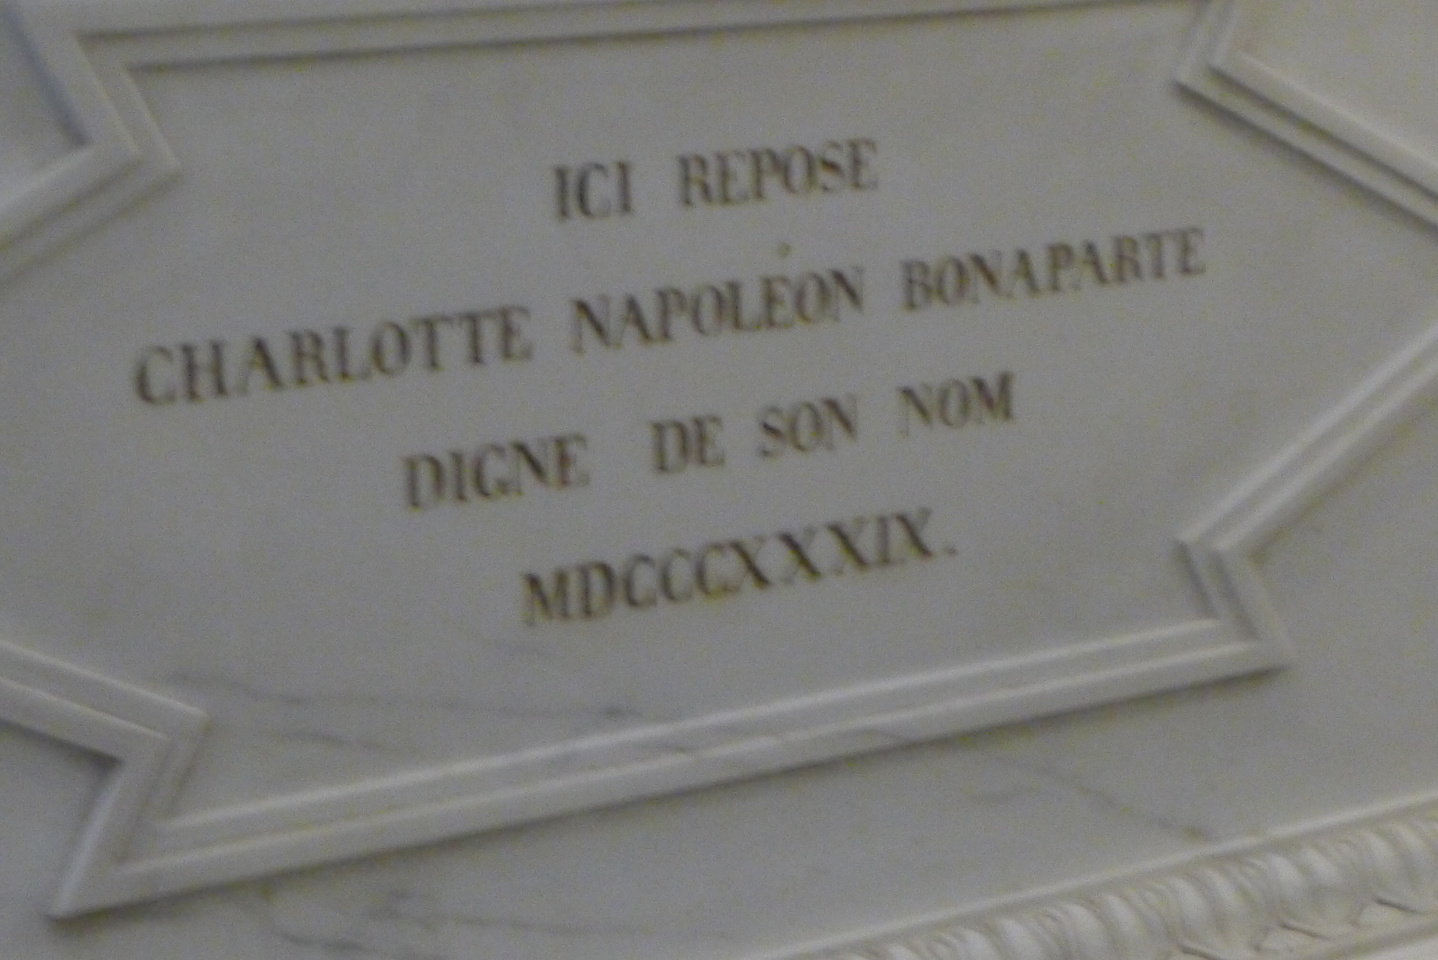 ICI REPOSE
CHARLOTTE NAPOLÉON BONAPARTE
DIGNE DE SON NOM
MDCCCXXXIX.